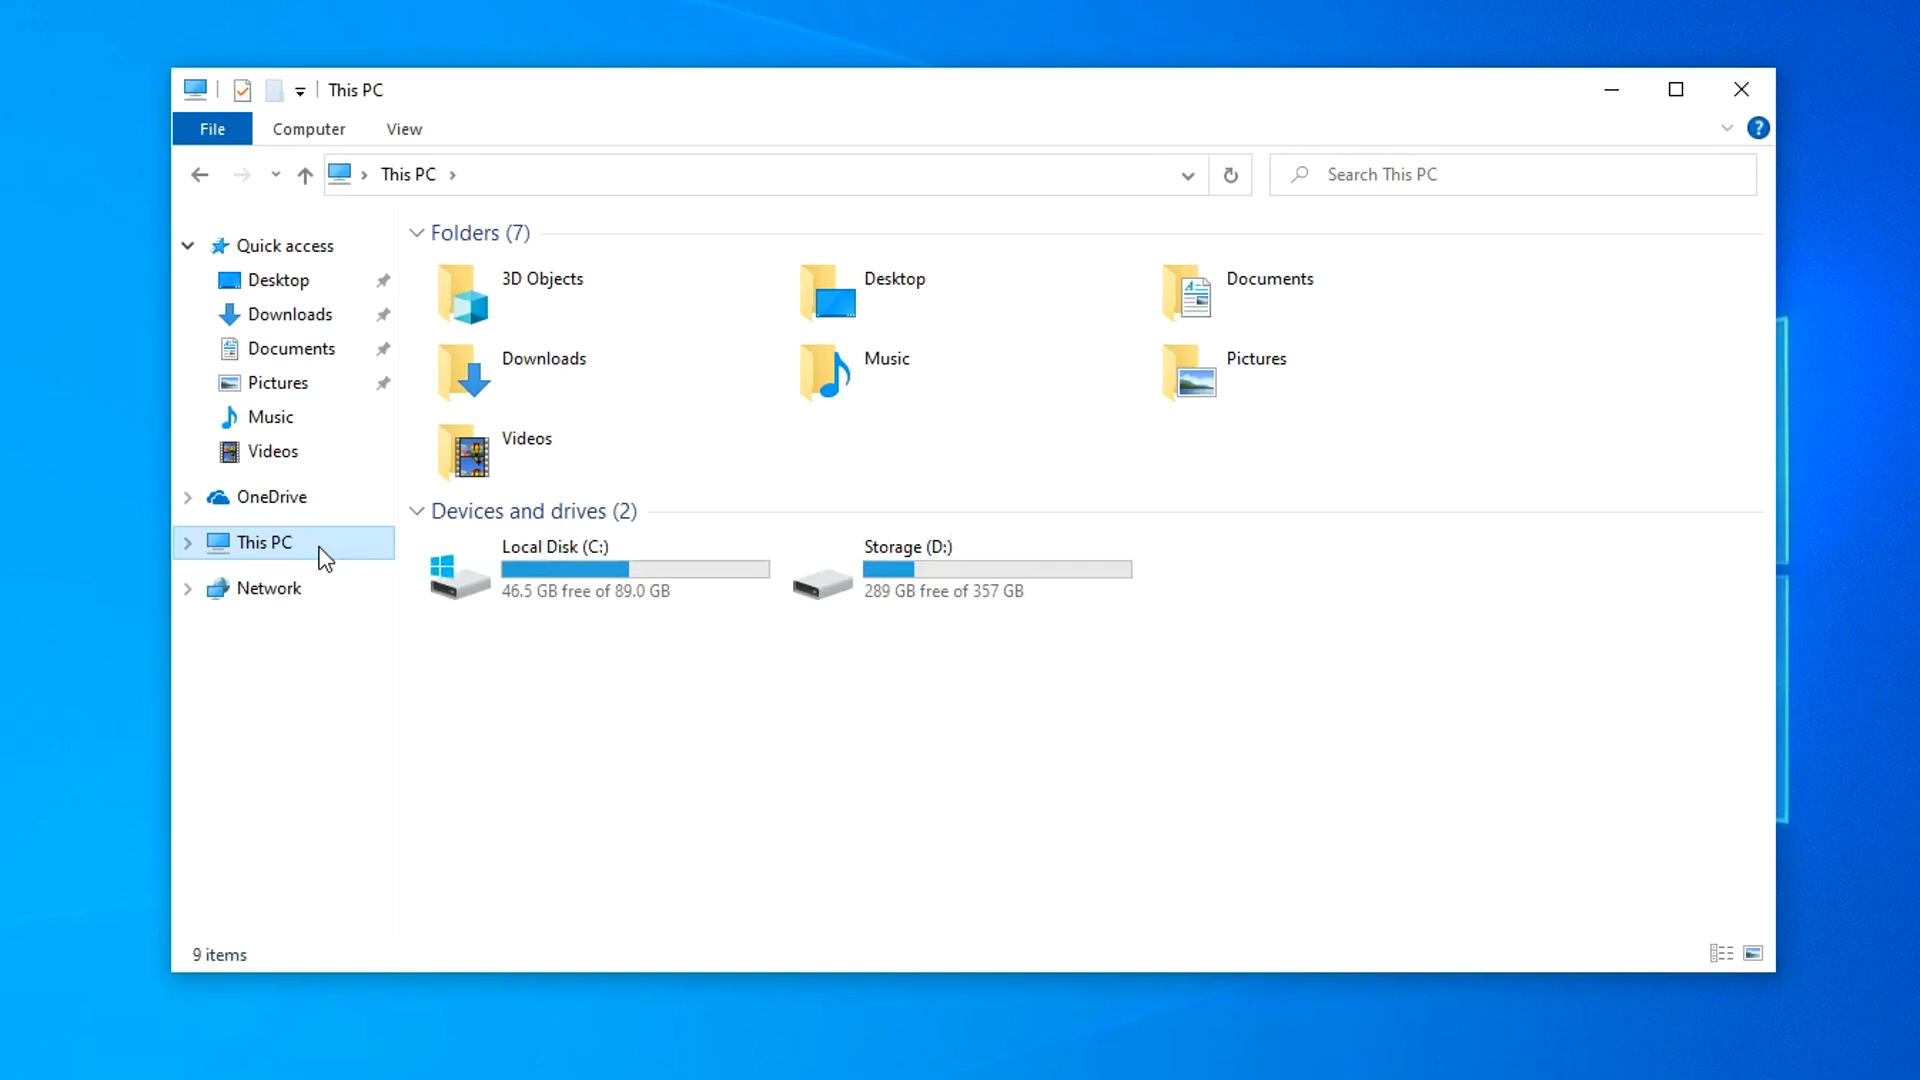 This PC
File Computer View ?
This PC
Search This PC
Quick access
Desktop
Downloads
Documents
Pictures
Music
Videos
OneDrive
This PC
Network
Folders (7)
3D Objects
Desktop
Documents
Downloads
Music
Pictures
Videos
Devices and drives (2)
Local Disk (C:)
46.5 GB free of 89.0 GB
Storage (D:)
289 GB free of 357 GB
9 items